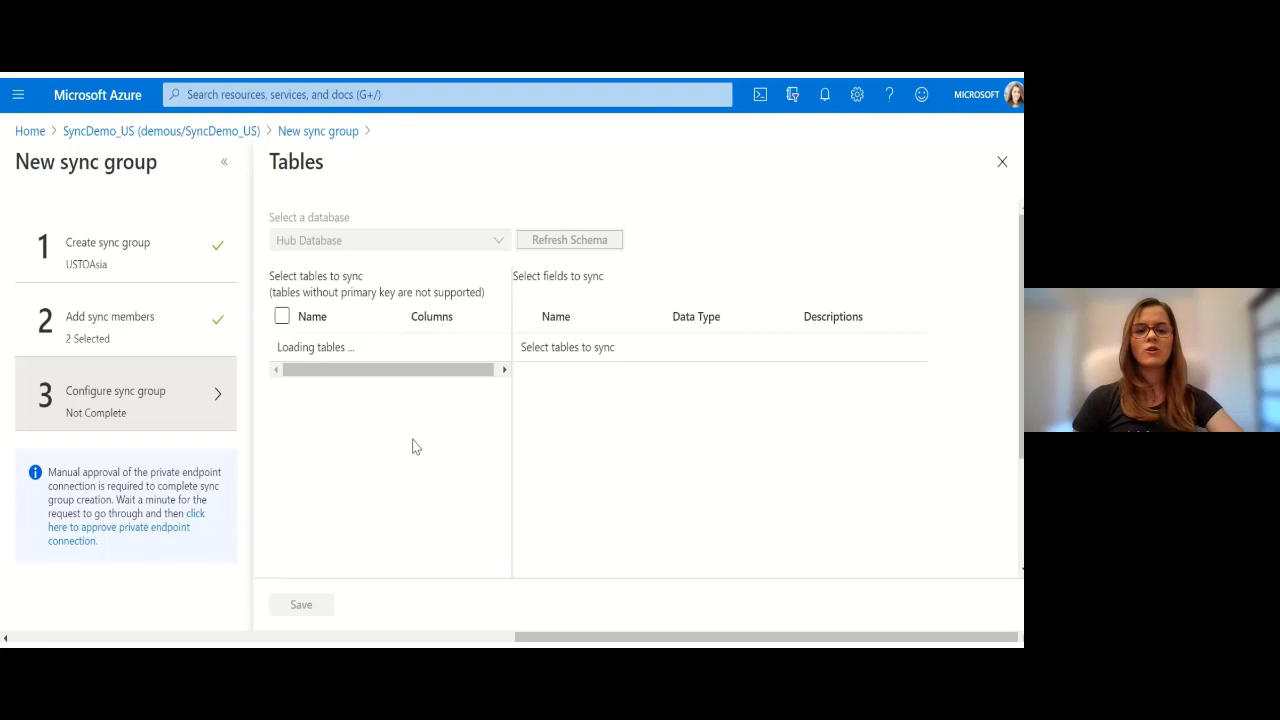 Microsoft Azure
Search resources, services, and docs (G+/)
MICROSOFT
Home > SyncDemo_US (demous/SyncDemo_US) > New sync group >
New sync group
«
1
Create sync group
USTOAsia
2
Add sync members
2 Selected
3
Configure sync group
Not Complete
Manual approval of the private endpoint
connection is required to complete sync
group creation. Wait a minute for the
request to go through and then click
here to approve private endpoint
connection.
Tables
Select a database
Hub Database
Refresh Schema
Select tables to sync
(tables without primary key are not supported)
Name Columns
Loading tables ...
Select fields to sync
Name Data Type Descriptions
Select tables to sync
Save